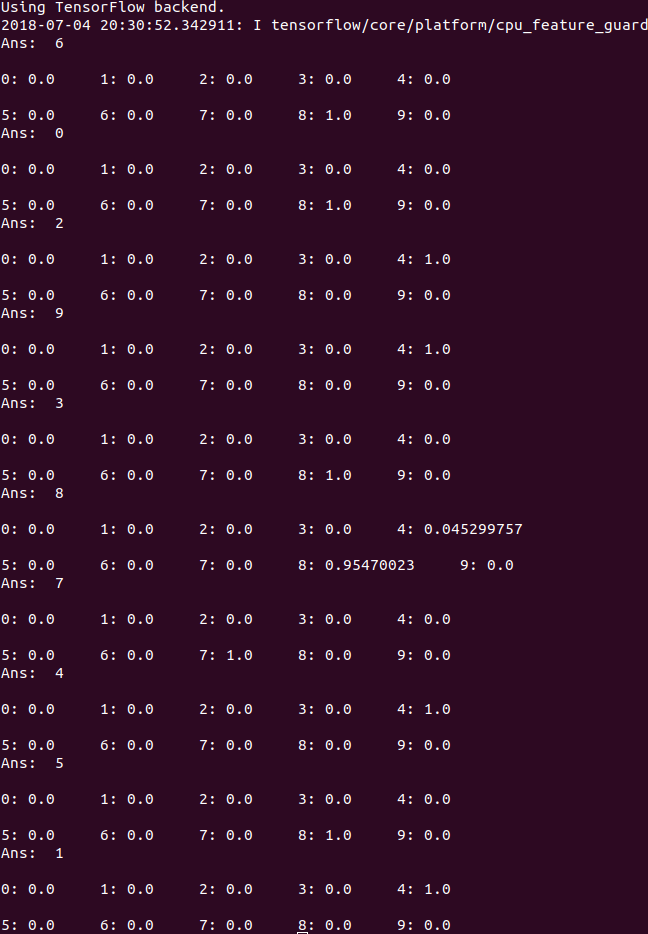 Using TensorFlow backend.
2018-07-04 20:30:52.342911: I tensorflow/core/platform/cpu_feature_guard
Ans:  6
0: 0.0     1: 0.0     2: 0.0     3: 0.0     4: 0.0
5: 0.0     6: 0.0     7: 0.0     8: 1.0     9: 0.0
Ans:  0
0: 0.0     1: 0.0     2: 0.0     3: 0.0     4: 0.0
5: 0.0     6: 0.0     7: 0.0     8: 1.0     9: 0.0
Ans:  2
0: 0.0     1: 0.0     2: 0.0     3: 0.0     4: 1.0
5: 0.0     6: 0.0     7: 0.0     8: 0.0     9: 0.0
Ans:  9
0: 0.0     1: 0.0     2: 0.0     3: 0.0     4: 1.0
5: 0.0     6: 0.0     7: 0.0     8: 0.0     9: 0.0
Ans:  3
0: 0.0     1: 0.0     2: 0.0     3: 0.0     4: 0.0
5: 0.0     6: 0.0     7: 0.0     8: 1.0     9: 0.0
Ans:  8
0: 0.0     1: 0.0     2: 0.0     3: 0.0     4: 0.045299757
5: 0.0     6: 0.0     7: 0.0     8: 0.95470023     9: 0.0
Ans:  7
0: 0.0     1: 0.0     2: 0.0     3: 0.0     4: 0.0
5: 0.0     6: 0.0     7: 1.0     8: 0.0     9: 0.0
Ans:  4
0: 0.0     1: 0.0     2: 0.0     3: 0.0     4: 1.0
5: 0.0     6: 0.0     7: 0.0     8: 0.0     9: 0.0
Ans:  5
0: 0.0     1: 0.0     2: 0.0     3: 0.0     4: 0.0
5: 0.0     6: 0.0     7: 0.0     8: 1.0     9: 0.0
Ans:  1
0: 0.0     1: 0.0     2: 0.0     3: 0.0     4: 1.0
5: 0.0     6: 0.0     7: 0.0     8: 0.0     9: 0.0